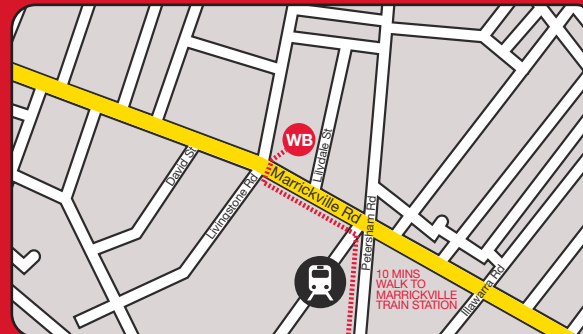 WB
Lilydale St
David St
Marrickville Rd
Livingstone Rd
Petersham Rd
10 MINS
WALK TO
MARRICKVILLE
TRAIN STATION
Illawarra Rd